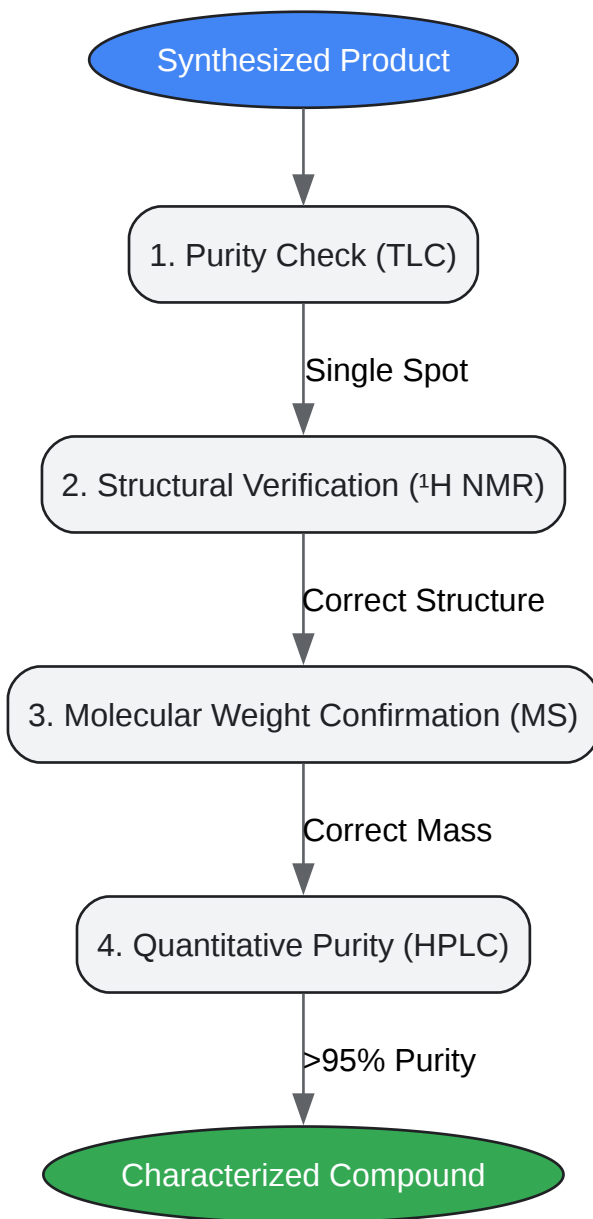 Synthesized Product
1. Purity Check (TLC)
Single Spot
2. Structural Verification (¹H NMR)
Correct Structure
3. Molecular Weight Confirmation (MS)
Correct Mass
4. Quantitative Purity (HPLC)
>95% Purity
Characterized Compound